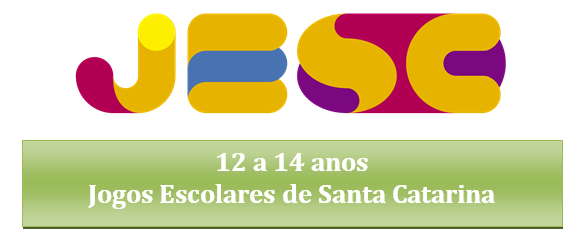 JESC
12 a 14 anos
Jogos Escolares de Santa Catarina